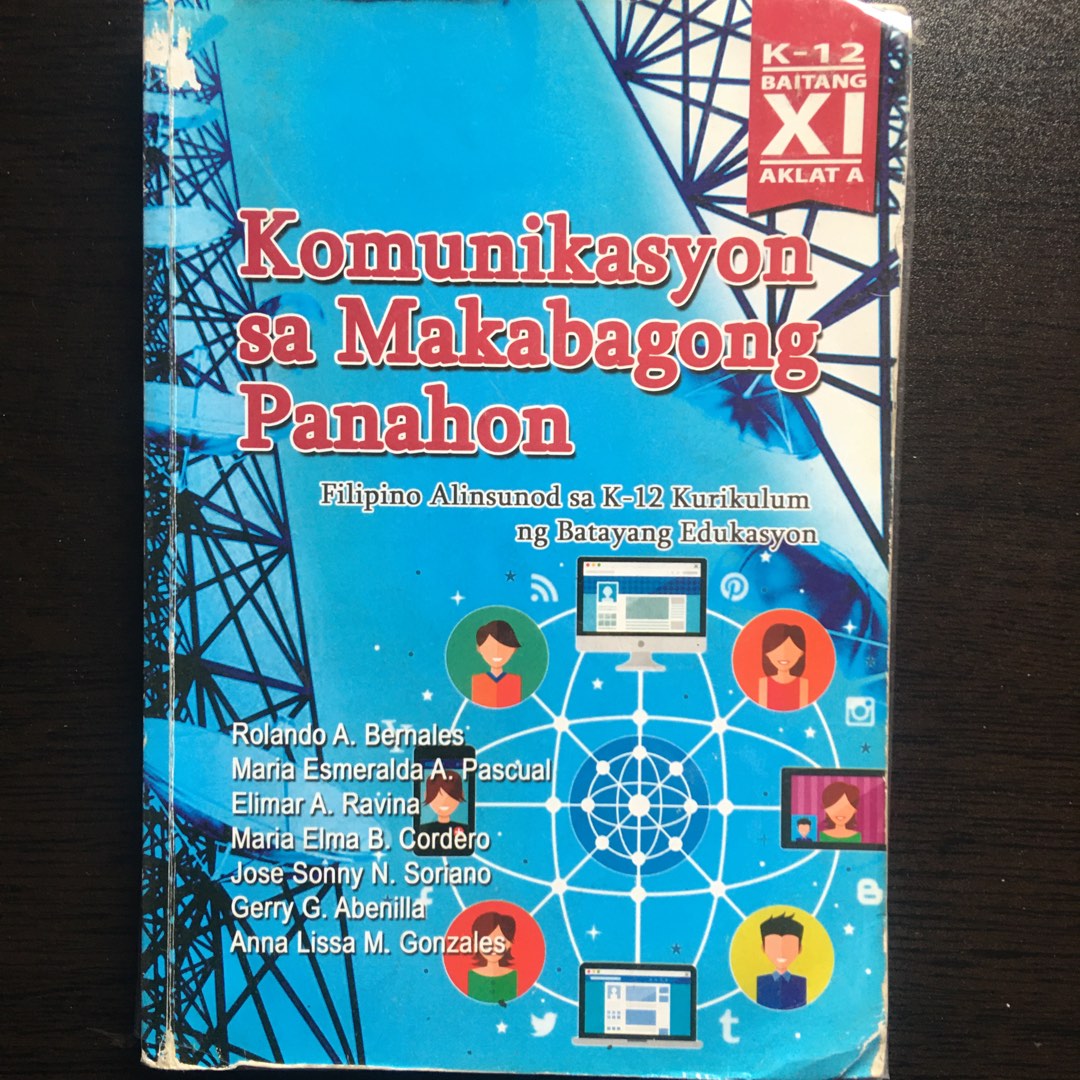 K-12
BAITANG
XI
AKLAT A
Komunikasyon
sa Makabagong
Panahon
Filipino Alinsunod sa K-12 Kurikulum
ng Batayang Edukasyon
Rolando A. Bernales
Maria Esmeralda A. Pascual
Elimar A. Ravina
Maria Elma B. Cordero
Jose Sonny N. Soriano
Gerry G. Abenilla
Anna Lissa M. Gonzales